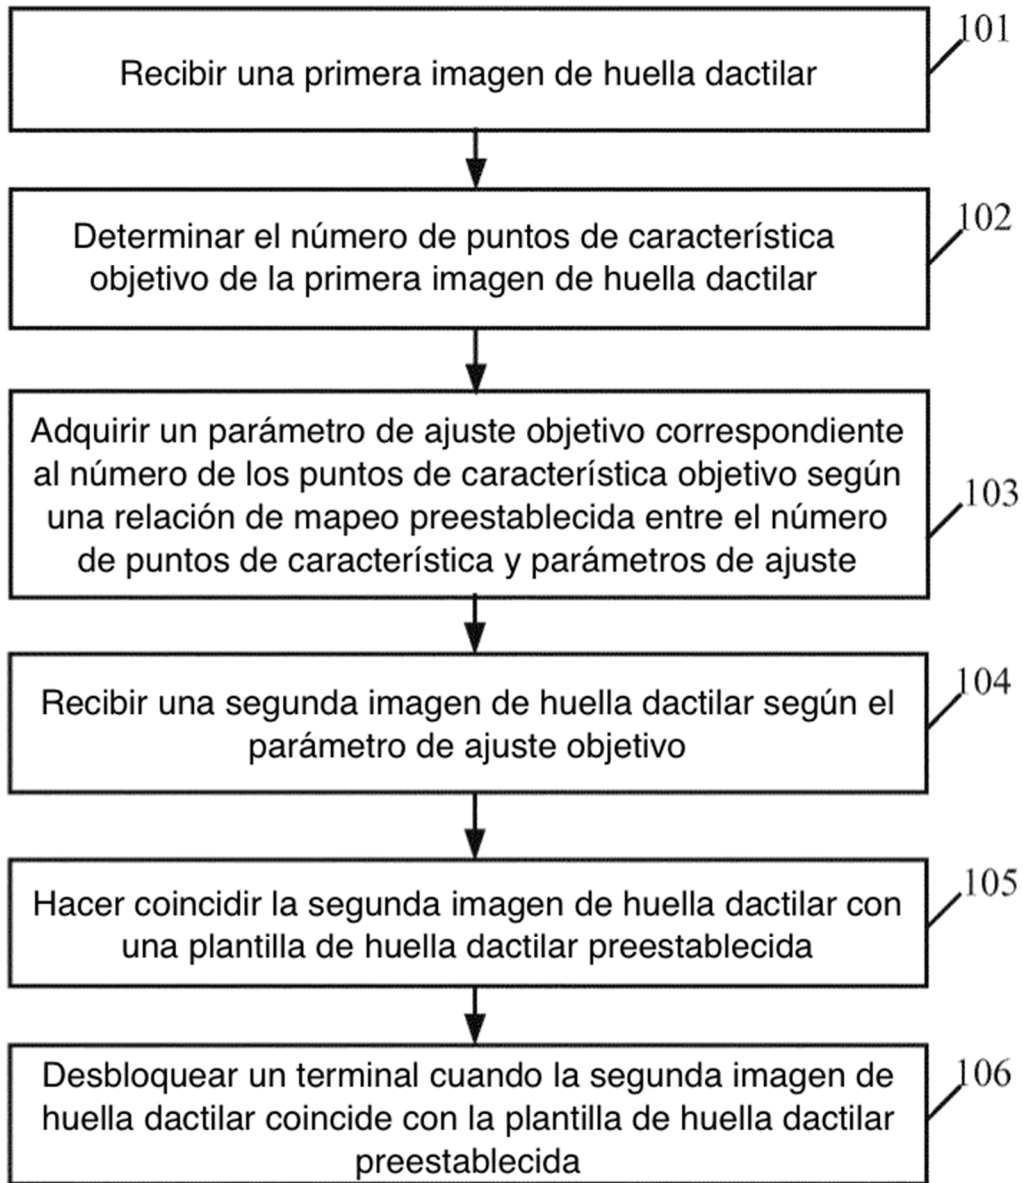 101
Recibir una primera imagen de huella dactilar
102
Determinar el número de puntos de característica
objetivo de la primera imagen de huella dactilar
103
Adquirir un parámetro de ajuste objetivo correspondiente
al número de los puntos de característica objetivo según
una relación de mapeo preestablecida entre el número
de puntos de característica y parámetros de ajuste
104
Recibir una segunda imagen de huella dactilar según el
parámetro de ajuste objetivo
105
Hacer coincidir la segunda imagen de huella dactilar con
una plantilla de huella dactilar preestablecida
106
Desbloquear un terminal cuando la segunda imagen de
huella dactilar coincide con la plantilla de huella dactilar
preestablecida